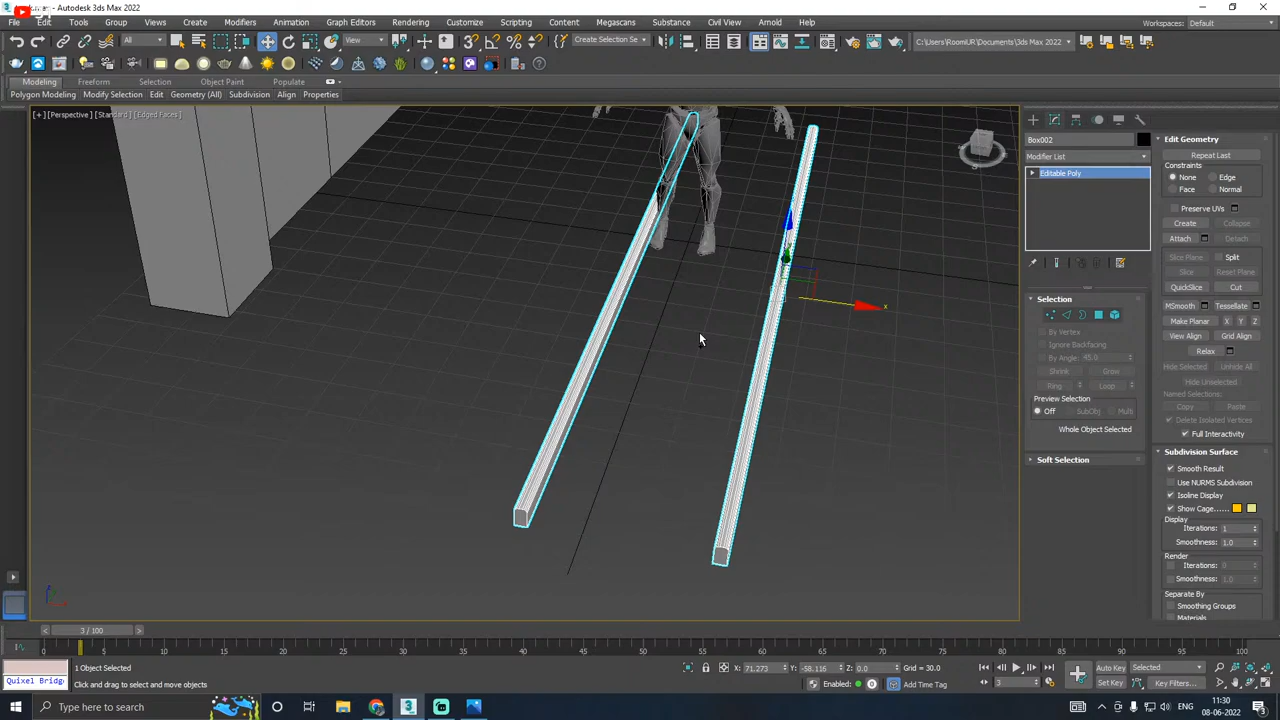 Autodesk 3ds Max 2022
File Edit Tools Group Views Create Modifiers Animation Graph Editors Rendering Customize Scripting Content Megascans Substance Civil View Arnold Help
Workspaces: Default
All View Create Selection Se C:\Users\RoomUR\Documents\3ds Max 2022
Modeling Freeform Selection Object Paint Populate
Polygon Modeling Modify Selection Edit Geometry (All) Subdivision Align Properties
[+] [Perspective] [Standard] [Edged Faces]
x
Box002
Modifier List
Editable Poly
Selection
By Vertex
Ignore Backfacing
By Angle: 45.0
Shrink Grow
Ring Loop
Preview Selection
Off SubObj Multi
Whole Object Selected
Soft Selection
Edit Geometry
Repeat Last
Constraints
None Edge
Face Normal
Preserve UVs
Create Collapse
Attach Detach
Slice Plane Split
Slice Reset Plane
QuickSlice Cut
MSmooth Tessellate
Make Planar X Y Z
View Align Grid Align
Relax
Hide Selected Unhide All
Hide Unselected
Named Selections:
Copy Paste
Delete Isolated Vertices
Full Interactivity
Subdivision Surface
Smooth Result
Use NURMS Subdivision
Isoline Display
Show Cage......
Display
Iterations: 1
Smoothness: 1.0
Render
Iterations: 0
Smoothness: 1.0
Separate By
Smoothing Groups
Materials
3 / 100
0 5 10 15 20 25 30 35 40 45 50 55 60 65 70 75 80 85 90 95 100
1 Object Selected
X: 71.273 Y: -58.116 Z: 0.0 Grid = 30.0
Auto Key Selected
Quixel Bridg
Click and drag to select and move objects
Enabled: Add Time Tag
3
Set Key Key Filters...
Type here to search
ENG
11:30
08-06-2022